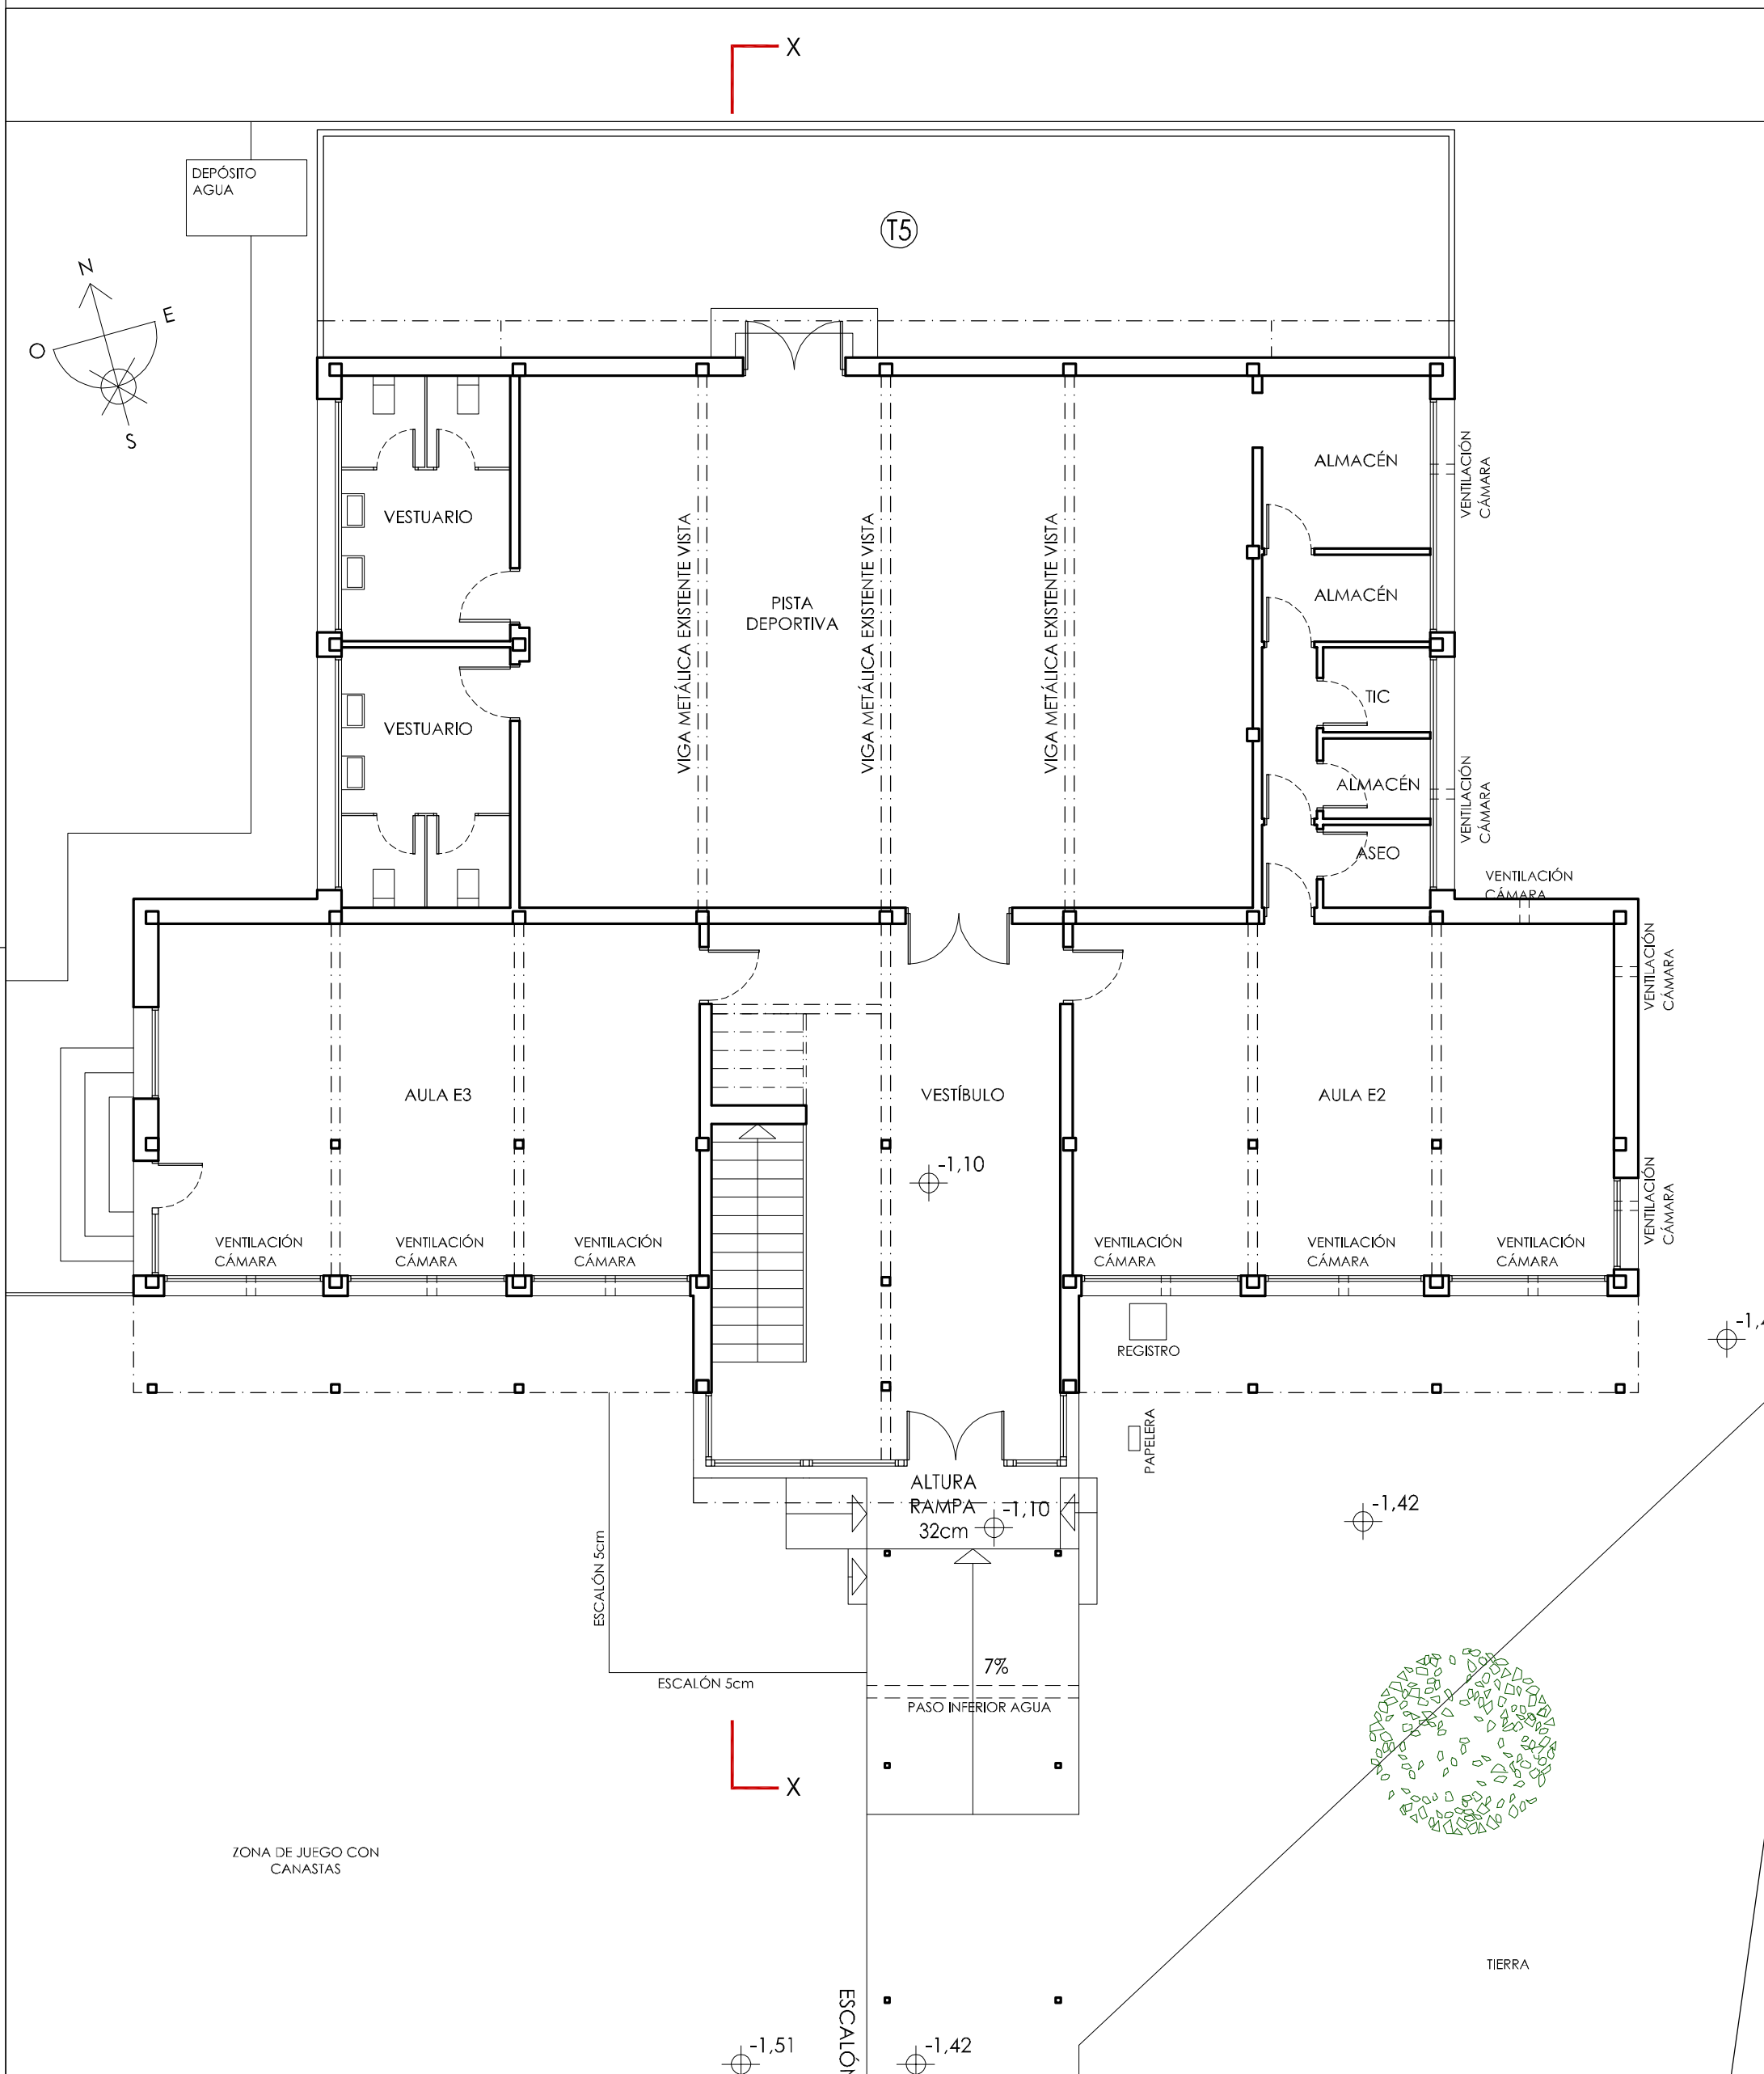 X
DEPÓSITO
AGUA
T5
N
E
O
S
ALMACÉN
VENTILACIÓN
CÁMARA
VESTUARIO
VIGA METÁLICA EXISTENTE VISTA
VIGA METÁLICA EXISTENTE VISTA
VIGA METÁLICA EXISTENTE VISTA
PISTA
DEPORTIVA
ALMACÉN
TIC
VESTUARIO
ALMACÉN
VENTILACIÓN
CÁMARA
ASEO
VENTILACIÓN
CÁMARA
VENTILACIÓN
CÁMARA
AULA E3
VESTÍBULO
AULA E2
-1,10
VENTILACIÓN
CÁMARA
VENTILACIÓN
CÁMARA
VENTILACIÓN
CÁMARA
VENTILACIÓN
CÁMARA
VENTILACIÓN
CÁMARA
VENTILACIÓN
CÁMARA
VENTILACIÓN
CÁMARA
REGISTRO
PAPELERA
ALTURA
RAMPA
32cm
-1,10
-1,42
ESCALÓN 5cm
ESCALÓN 5cm
7%
PASO INFERIOR AGUA
X
ZONA DE JUEGO CON
CANASTAS
TIERRA
ESCALÓN
-1,51
-1,42